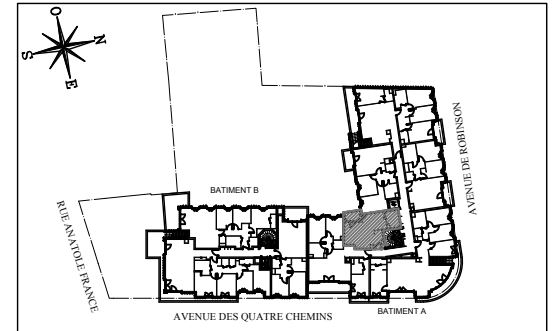 O
N
S
E
AVENUE DE ROBINSON
BATIMENT B
RUE ANATOLE FRANCE
BATIMENT A
AVENUE DES QUATRE CHEMINS